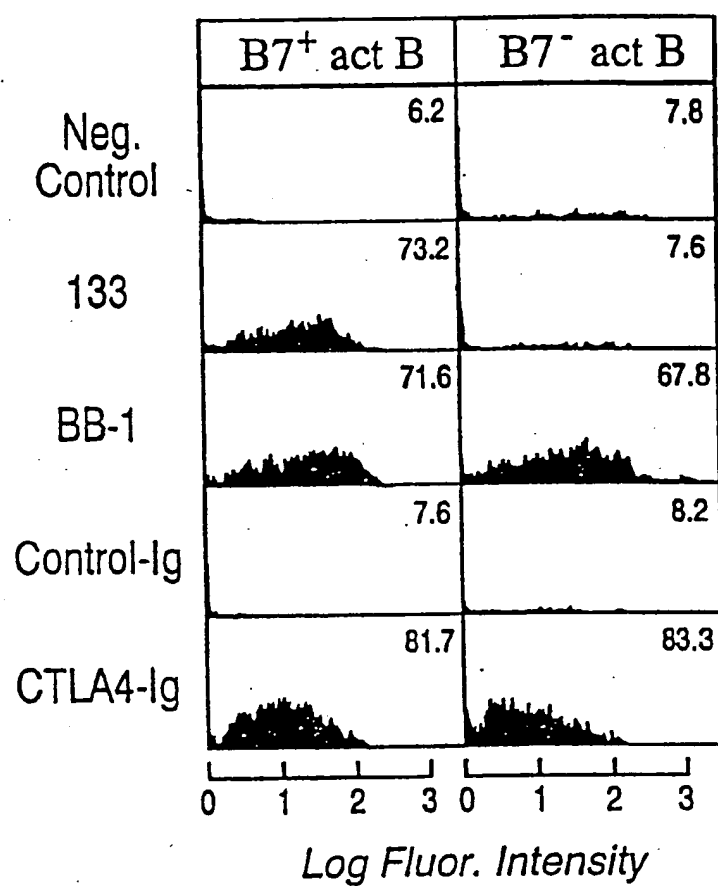 B7⁺ act B B7⁻ act B
Neg. Control 6.2 7.8
133 73.2 7.6
BB-1 71.6 67.8
Control-Ig 7.6 8.2
CTLA4-Ig 81.7 83.3
0 1 2 3 0 1 2 3
Log Fluor. Intensity